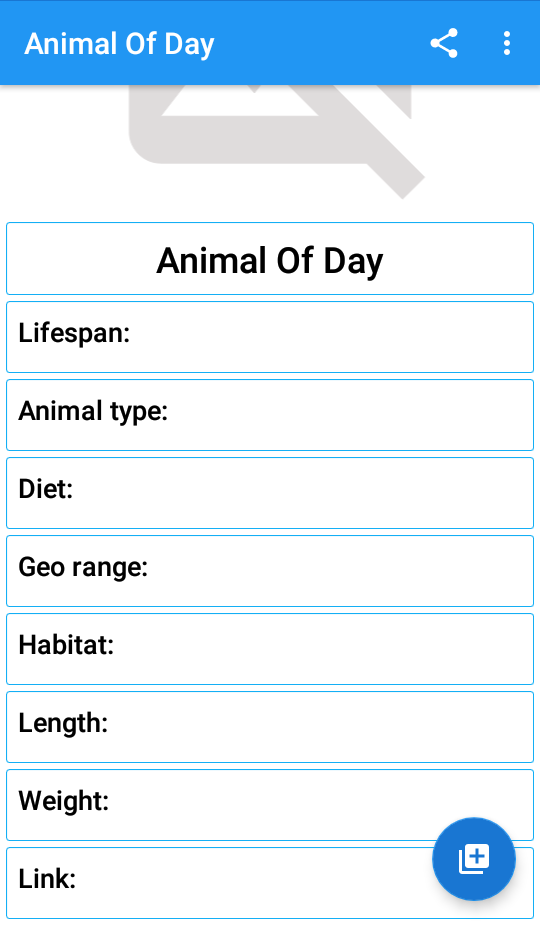 Animal Of Day
Animal Of Day
Lifespan:
Animal type:
Diet:
Geo range:
Habitat:
Length:
Weight:
Link: